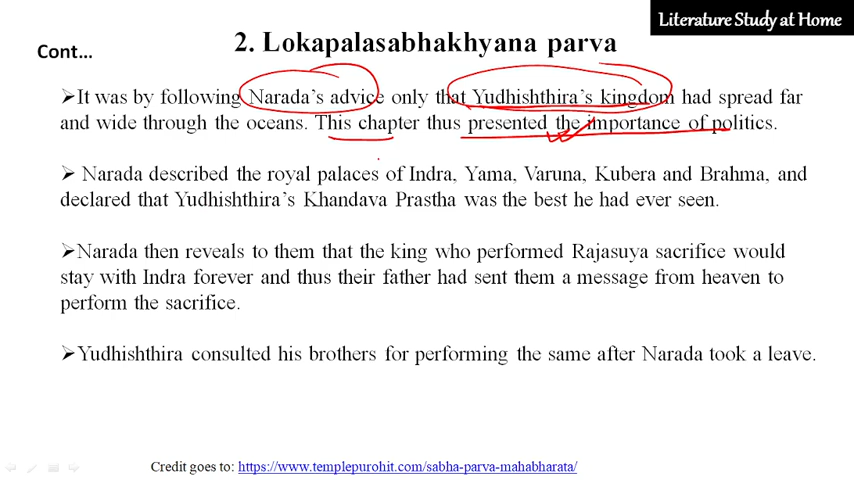 Literature Study at Home
Cont...
2. Lokapalasabhakhyana parva
➢It was by following Narada's advice only that Yudhishthira's kingdom had spread far
and wide through the oceans. This chapter thus presented the importance of politics.
➢ Narada described the royal palaces of Indra, Yama, Varuna, Kubera and Brahma, and
declared that Yudhishthira's Khandava Prastha was the best he had ever seen.
➢Narada then reveals to them that the king who performed Rajasuya sacrifice would
stay with Indra forever and thus their father had sent them a message from heaven to
perform the sacrifice.
➢Yudhishthira consulted his brothers for performing the same after Narada took a leave.
Credit goes to: https://www.templepurohit.com/sabha-parva-mahabharata/